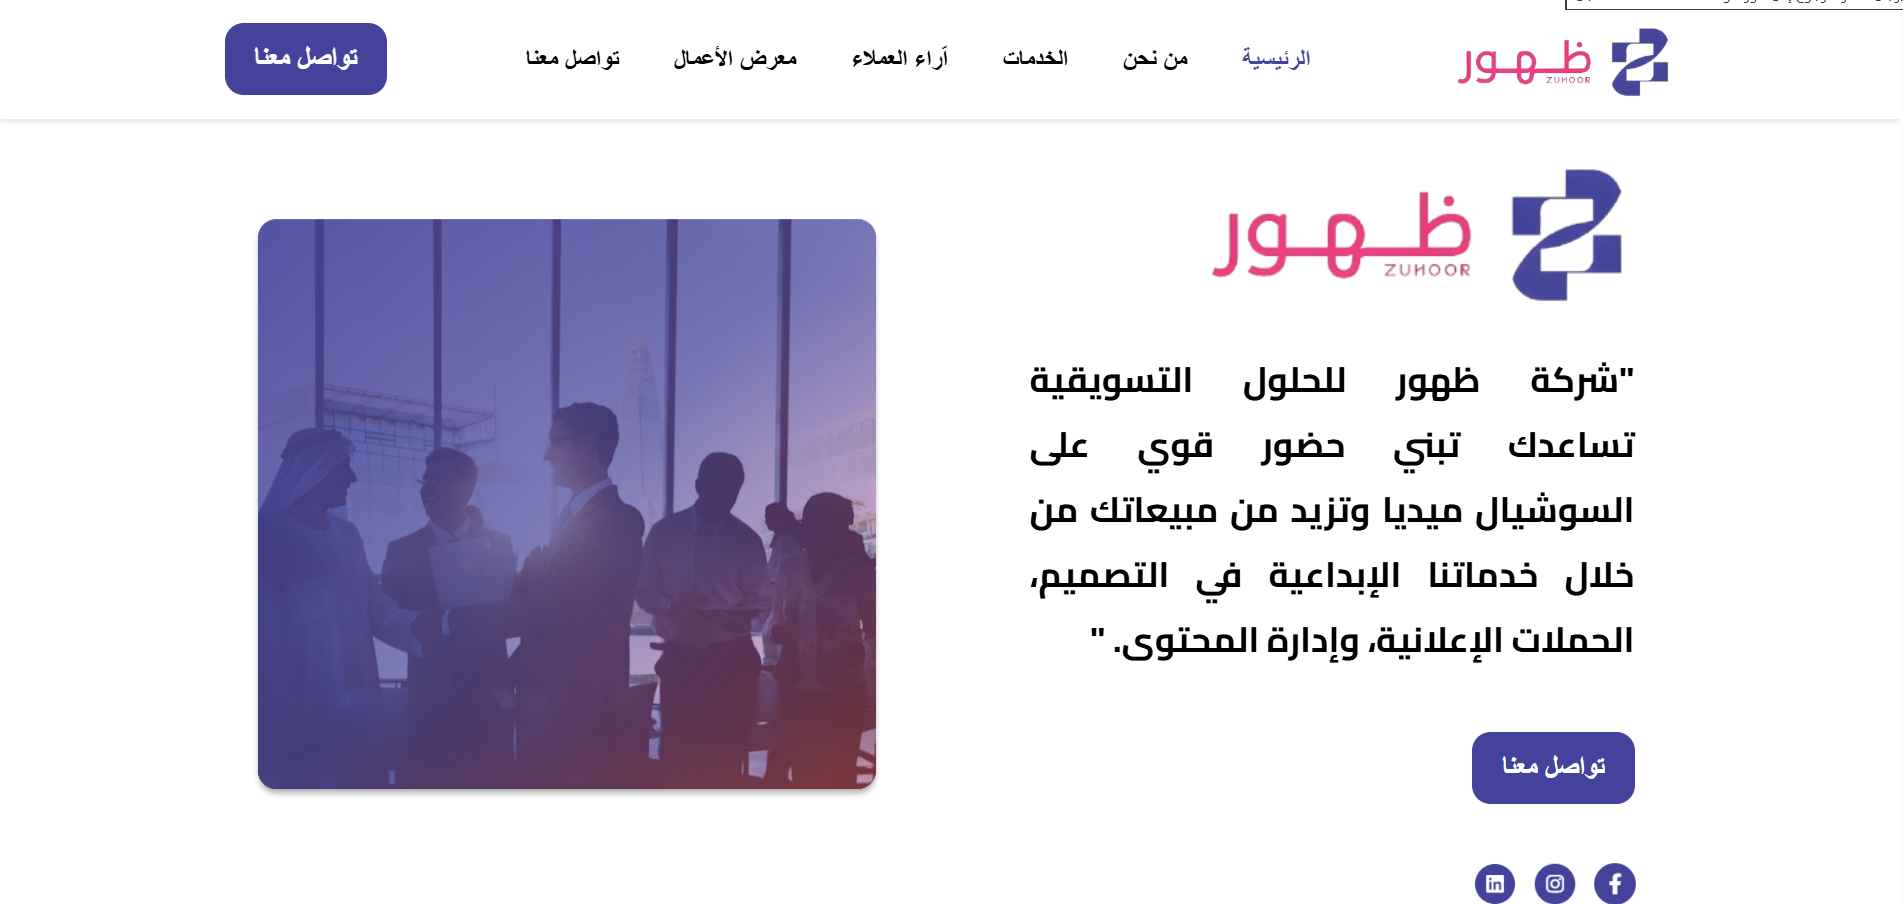 ظهور
ZUHOOR
الرئيسية
من نحن
الخدمات
آراء العملاء
معرض الأعمال
تواصل معنا
تواصل معنا
ظهور
ZUHOOR
"شركة ظهور للحلول التسويقية
تساعدك تبني حضور قوي على
السوشيال ميديا وتزيد من مبيعاتك من
خلال خدماتنا الإبداعية في التصميم،
الحملات الإعلانية، وإدارة المحتوى. "
تواصل معنا